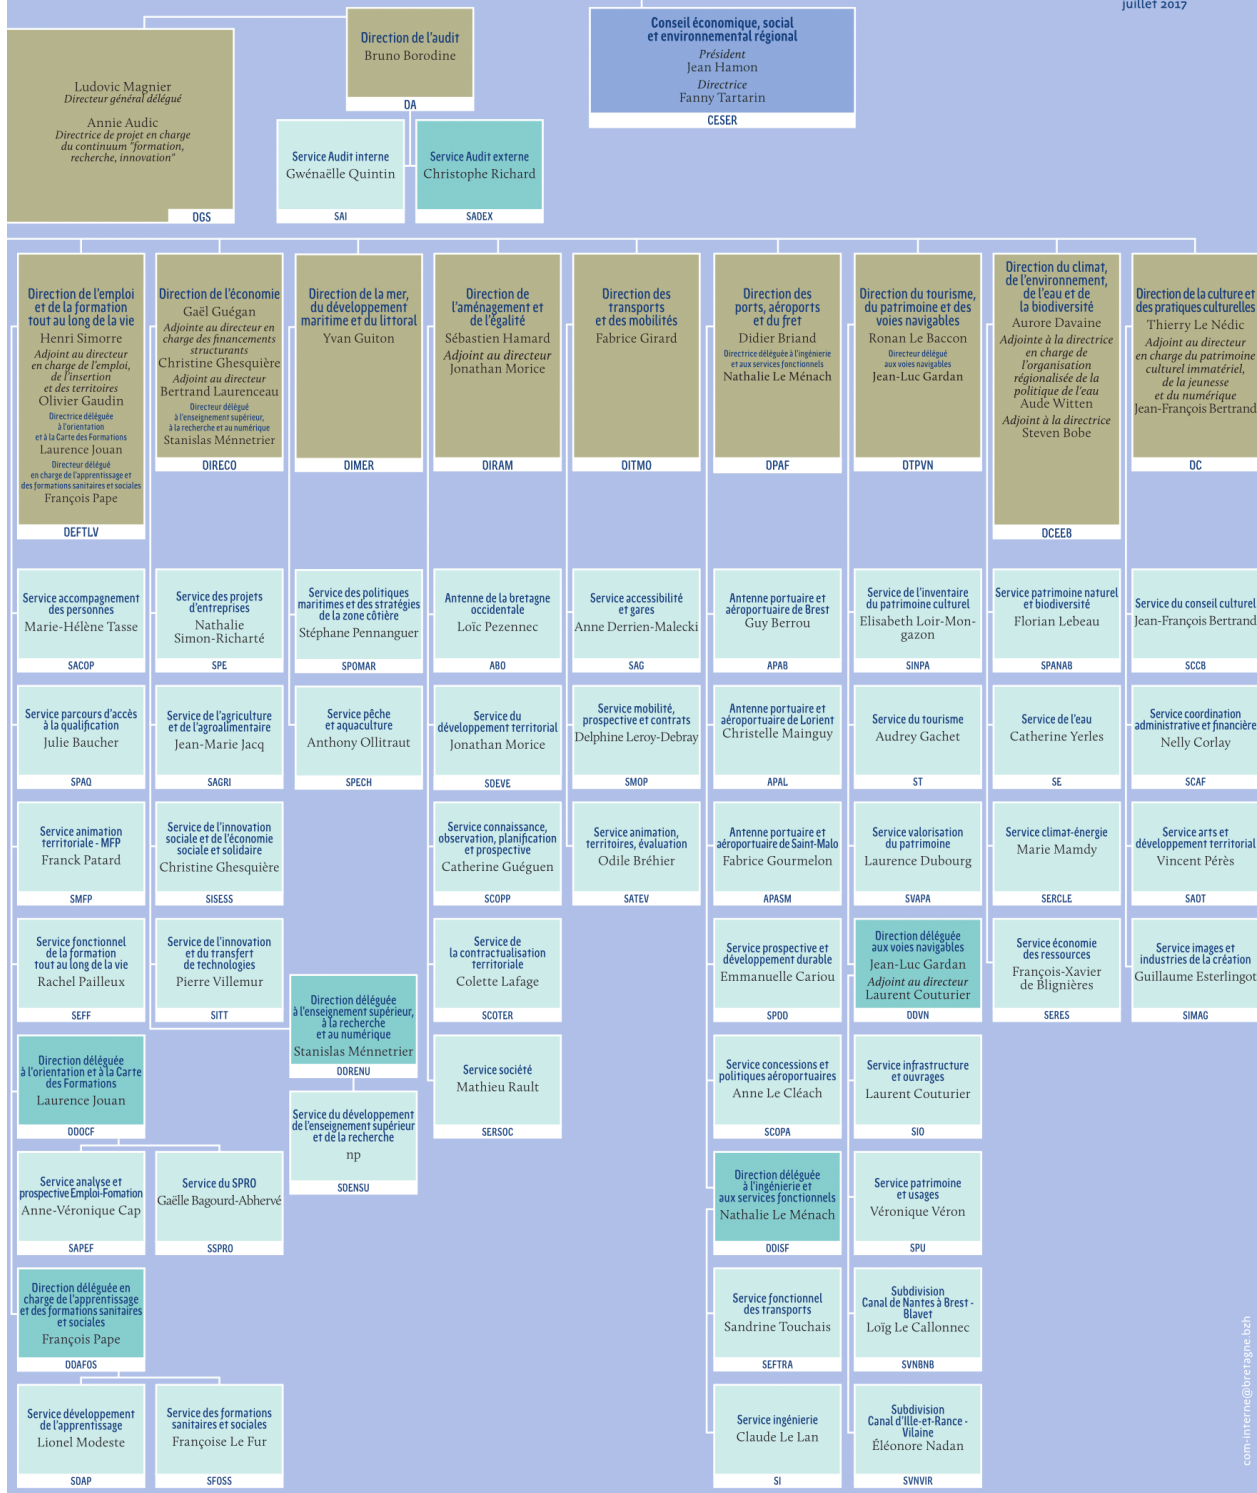 juillet 2017
Ludovic Magnier
Directeur général délégué
Annie Audic
Directrice de projet en charge
du continuum "formation,
recherche, innovation"
DGS
Direction de l'audit
Bruno Borodine
DA
Service Audit interne
Gwénaëlle Quintin
SAI
Service Audit externe
Christophe Richard
SADEX
Conseil économique, social
et environnemental régional
Président
Jean Hamon
Directrice
Fanny Tartarin
CESER
Direction de l'emploi
et de la formation
tout au long de la vie
Henri Simorre
Adjoint au directeur
en charge de l'emploi,
de l'insertion
et des territoires
Olivier Gaudin
Directrice déléguée
à l'orientation
et à la Carte des Formations
Laurence Jouan
Directeur délégué
en charge de l'apprentissage et
des formations sanitaires et sociales
François Pape
DEFTLV
Service accompagnement
des personnes
Marie-Hélène Tasse
SACOP
Service parcours d'accès
à la qualification
Julie Baucher
SPAQ
Service animation
territoriale - MFP
Franck Patard
SMFP
Service fonctionnel
de la formation
tout au long de la vie
Rachel Pailleux
SEFF
Direction déléguée
à l'orientation et à la Carte
des Formations
Laurence Jouan
DDOCF
Service analyse et
prospective Emploi-Fomation
Anne-Véronique Cap
SAPEF
Service du SPRO
Gaëlle Bagourd-Abhervé
SSPRO
Direction déléguée en
charge de l'apprentissage
et des formations sanitaires
et sociales
François Pape
DDAFOS
Service développement
de l'apprentissage
Lionel Modeste
SDAP
Service des formations
sanitaires et sociales
Françoise Le Fur
SFOSS
Direction de l'économie
Gaël Guégan
Adjointe au directeur en
charge des financements
structurants
Christine Ghesquière
Adjoint au directeur
Bertrand Laurenceau
Directeur délégué
à l'enseignement supérieur,
à la recherche et au numérique
Stanislas Ménnetrier
DIRECO
Service des projets
d'entreprises
Nathalie
Simon-Richarté
SPE
Service de l'agriculture
et de l'agroalimentaire
Jean-Marie Jacq
SAGRI
Service de l'innovation
sociale et de l'économie
sociale et solidaire
Christine Ghesquière
SISESS
Service de l'innovation
et du transfert
de technologies
Pierre Villemur
SITT
Direction déléguée
à l'enseignement supérieur,
à la recherche
et au numérique
Stanislas Ménnetrier
DDRENU
Service du développement
de l'enseignement supérieur
et de la recherche
np
SDENSU
Direction de la mer,
du développement
maritime et du littoral
Yvan Guiton
DIMER
Service des politiques
maritimes et des stratégies
de la zone côtière
Stéphane Pennanguer
SPOMAR
Service pêche
et aquaculture
Anthony Ollitraut
SPECH
Direction de
l'aménagement et
de l'égalité
Sébastien Hamard
Adjoint au directeur
Jonathan Morice
DIRAM
Antenne de la bretagne
occidentale
Loïc Pezennec
ABO
Service du
développement territorial
Jonathan Morice
SDEVE
Service connaissance,
observation, planification
et prospective
Catherine Guéguen
SCOPP
Service de
la contractualisation
territoriale
Colette Lafage
SCOTER
Service société
Mathieu Rault
SERSOC
Direction des
transports
et des mobilités
Fabrice Girard
DITMO
Service accessibilité
et gares
Anne Derrien-Malecki
SAG
Service mobilité,
prospective et contrats
Delphine Leroy-Debray
SMOP
Service animation,
territoires, évaluation
Odile Bréhier
SATEV
Direction des
ports, aéroports
et du fret
Didier Briand
Directrice déléguée à l'ingénierie
et aux services fonctionnels
Nathalie Le Ménach
DPAF
Antenne portuaire et
aéroportuaire de Brest
Guy Berrou
APAB
Antenne portuaire et
aéroportuaire de Lorient
Christelle Mainguy
APAL
Antenne portuaire et
aéroportuaire de Saint-Malo
Fabrice Gourmelon
APASM
Service prospective et
développement durable
Emmanuelle Cariou
SPDD
Service concessions et
politiques aéroportuaires
Anne Le Cléach
SCOPA
Direction déléguée
à l'ingénierie et
aux services fonctionnels
Nathalie Le Ménach
DDISF
Service fonctionnel
des transports
Sandrine Touchais
SEFTRA
Service ingénierie
Claude Le Lan
SI
Direction du tourisme,
du patrimoine et des
voies navigables
Ronan Le Baccon
Directeur délégué
aux voies navigables
Jean-Luc Gardan
DTPVN
Service de l'inventaire
du patrimoine culturel
Elisabeth Loir-Mon-
gazon
SINPA
Service du tourisme
Audrey Gachet
ST
Service valorisation
du patrimoine
Laurence Dubourg
SVAPA
Direction déléguée
aux voies navigables
Jean-Luc Gardan
Adjoint au directeur
Laurent Couturier
DDVN
Service infrastructure
et ouvrages
Laurent Couturier
SIO
Service patrimoine
et usages
Véronique Véron
SPU
Subdivision
Canal de Nantes à Brest -
Blavet
Loïg Le Callonnec
SVNBNB
Subdivision
Canal d'Ille-et-Rance -
Vilaine
Éléonore Nadan
SVNVIR
Direction du climat,
de l'environnement,
de l'eau et de
la biodiversité
Aurore Davaine
Adjointe à la directrice
en charge de
l'organisation
régionalisée de la
politique de l'eau
Aude Witten
Adjoint à la directrice
Steven Bobe
DCEEB
Service patrimoine naturel
et biodiversité
Florian Lebeau
SPANAB
Service de l'eau
Catherine Yerles
SE
Service climat-énergie
Marie Mamdy
SERCLE
Service économie
des ressources
François-Xavier
de Blignières
SERES
Direction de la culture et
des pratiques culturelles
Thierry Le Nédic
Adjoint au directeur
en charge du patrimoine
culturel immatériel,
de la jeunesse
et du numérique
Jean-François Bertrand
DC
Service du conseil culturel
Jean-François Bertrand
SCCB
Service coordination
administrative et financière
Nelly Corlay
SCAF
Service arts et
développement territorial
Vincent Pérès
SADT
Service images et
industries de la création
Guillaume Esterlingot
SIMAG
com-interne@bretagne.bzh